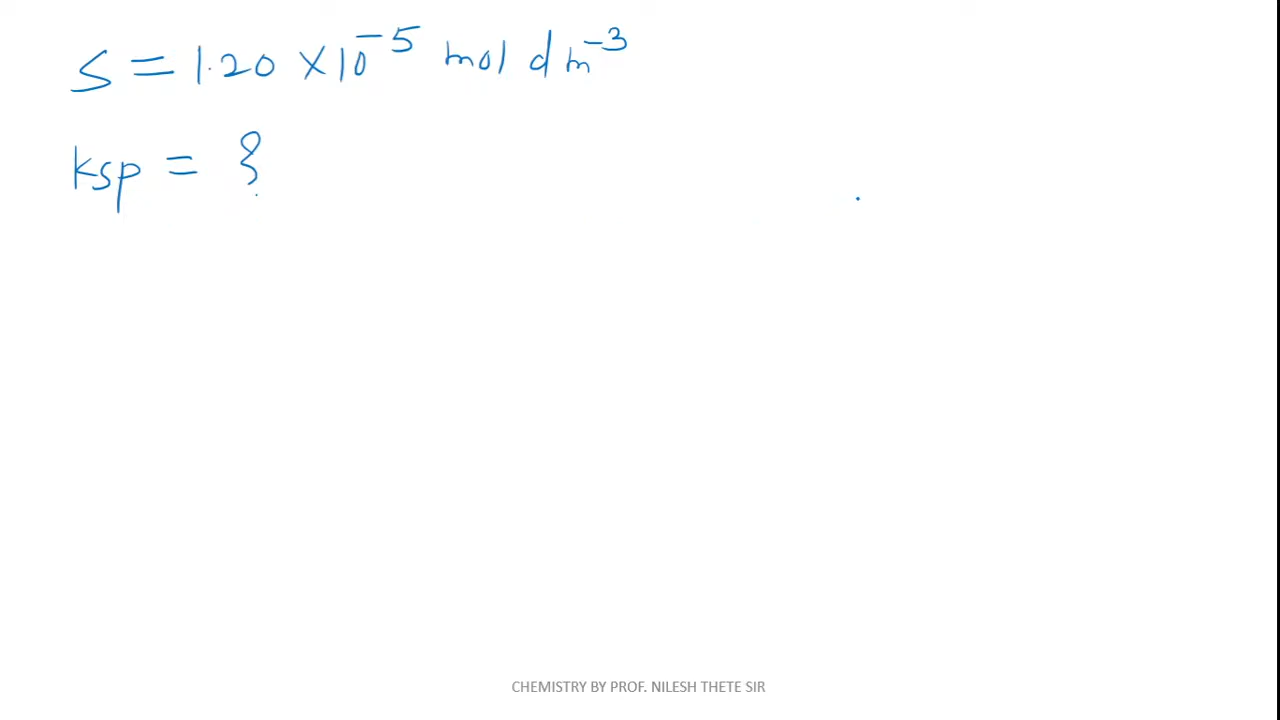 S = 1.20 × 10⁻⁵ mol dm⁻³
ksp = ?
CHEMISTRY BY PROF. NILESH THETE SIR